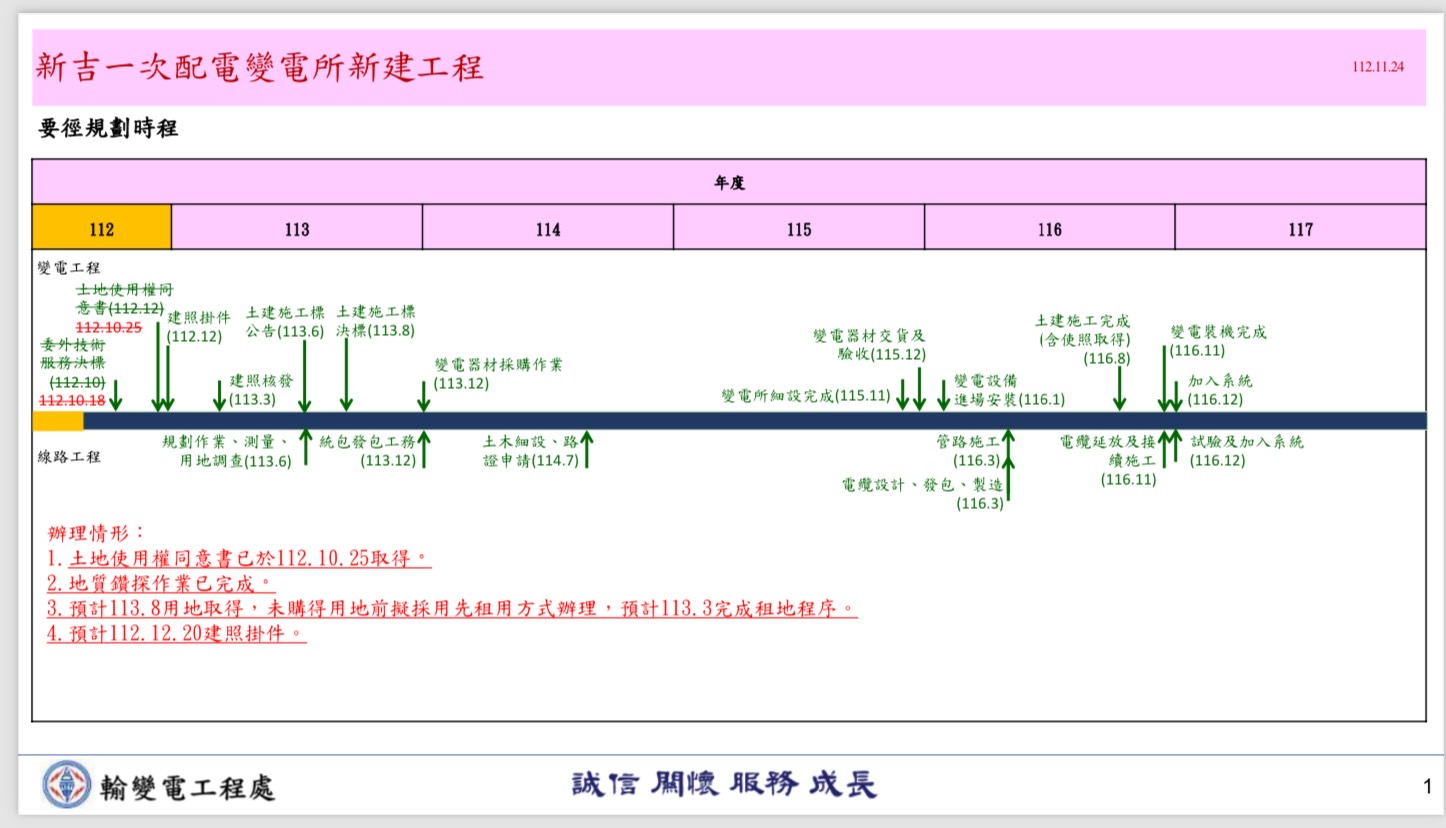 新吉一次配電變電所新建工程
112.11.24
要徑規劃時程
年度
112
113
114
115
116
117
變電工程
土地使用權同
意書(112.12)
112.10.25
委外技術
服務決標
(112.10)
112.10.18
建照掛件
(112.12)
建照核發
(113.3)
土建施工標
公告(113.6)
土建施工標
決標(113.8)
變電器材採購作業
(113.12)
變電所細設完成(115.11)
變電器材交貨及
驗收(115.12)
變電設備
進場安裝(116.1)
土建施工完成
(含使照取得)
(116.8)
變電裝機完成
(116.11)
加入系統
(116.12)
線路工程
規劃作業、測量、
用地調查(113.6)
統包發包工務
(113.12)
土木細設、路
證申請(114.7)
管路施工
(116.3)
電纜設計、發包、製造
(116.3)
電纜延放及接
續施工
(116.11)
試驗及加入系統
(116.12)
辦理情形：
1.土地使用權同意書已於112.10.25取得。
2.地質鑽探作業已完成。
3.預計113.8用地取得，未購得用地前擬採用先租用方式辦理，預計113.3完成租地程序。
4.預計112.12.20建照掛件。
輸變電工程處
誠信 關懷 服務 成長
1